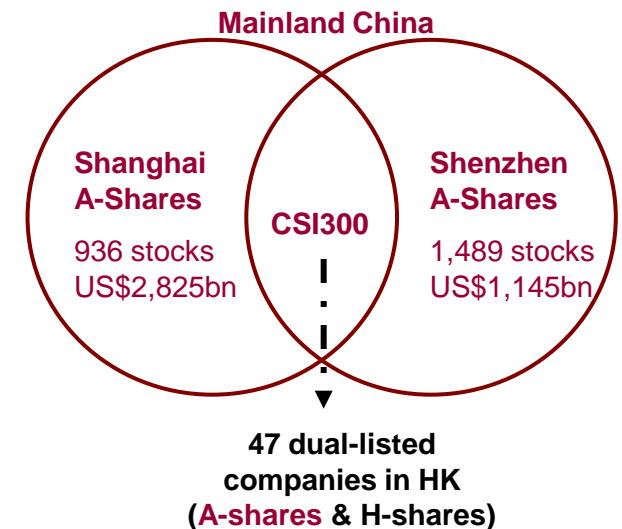 Mainland China
Shanghai
A-Shares
936 stocks
US$2,825bn
CSI300
Shenzhen
A-Shares
1,489 stocks
US$1,145bn
47 dual-listed
companies in HK
(A-shares & H-shares)